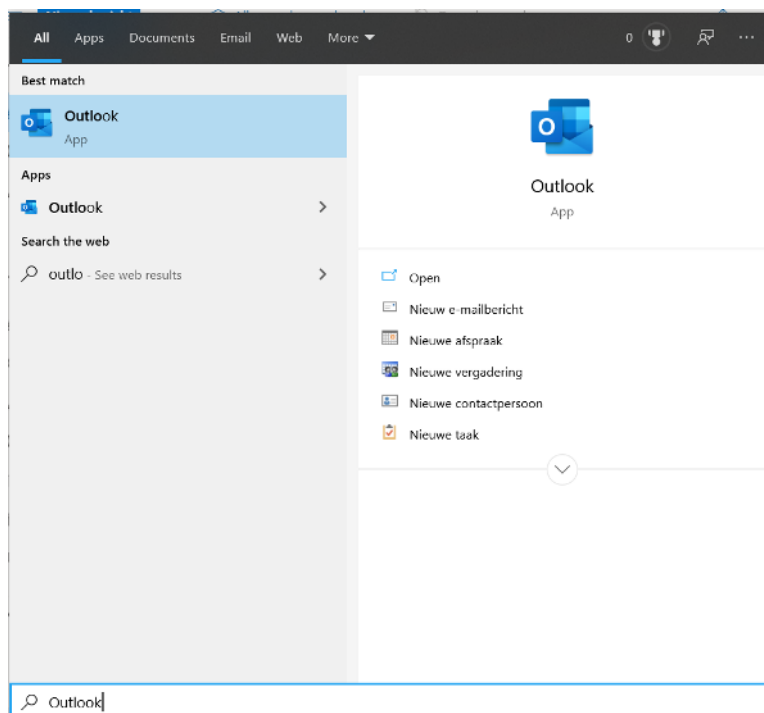 All Apps Documents Email Web More 0 ...
Best match
Outlook
App
Apps
Outlook
Search the web
outlo - See web results
Outlook
App
Open
Nieuw e-mailbericht
Nieuwe afspraak
Nieuwe vergadering
Nieuwe contactpersoon
Nieuwe taak
Outlook